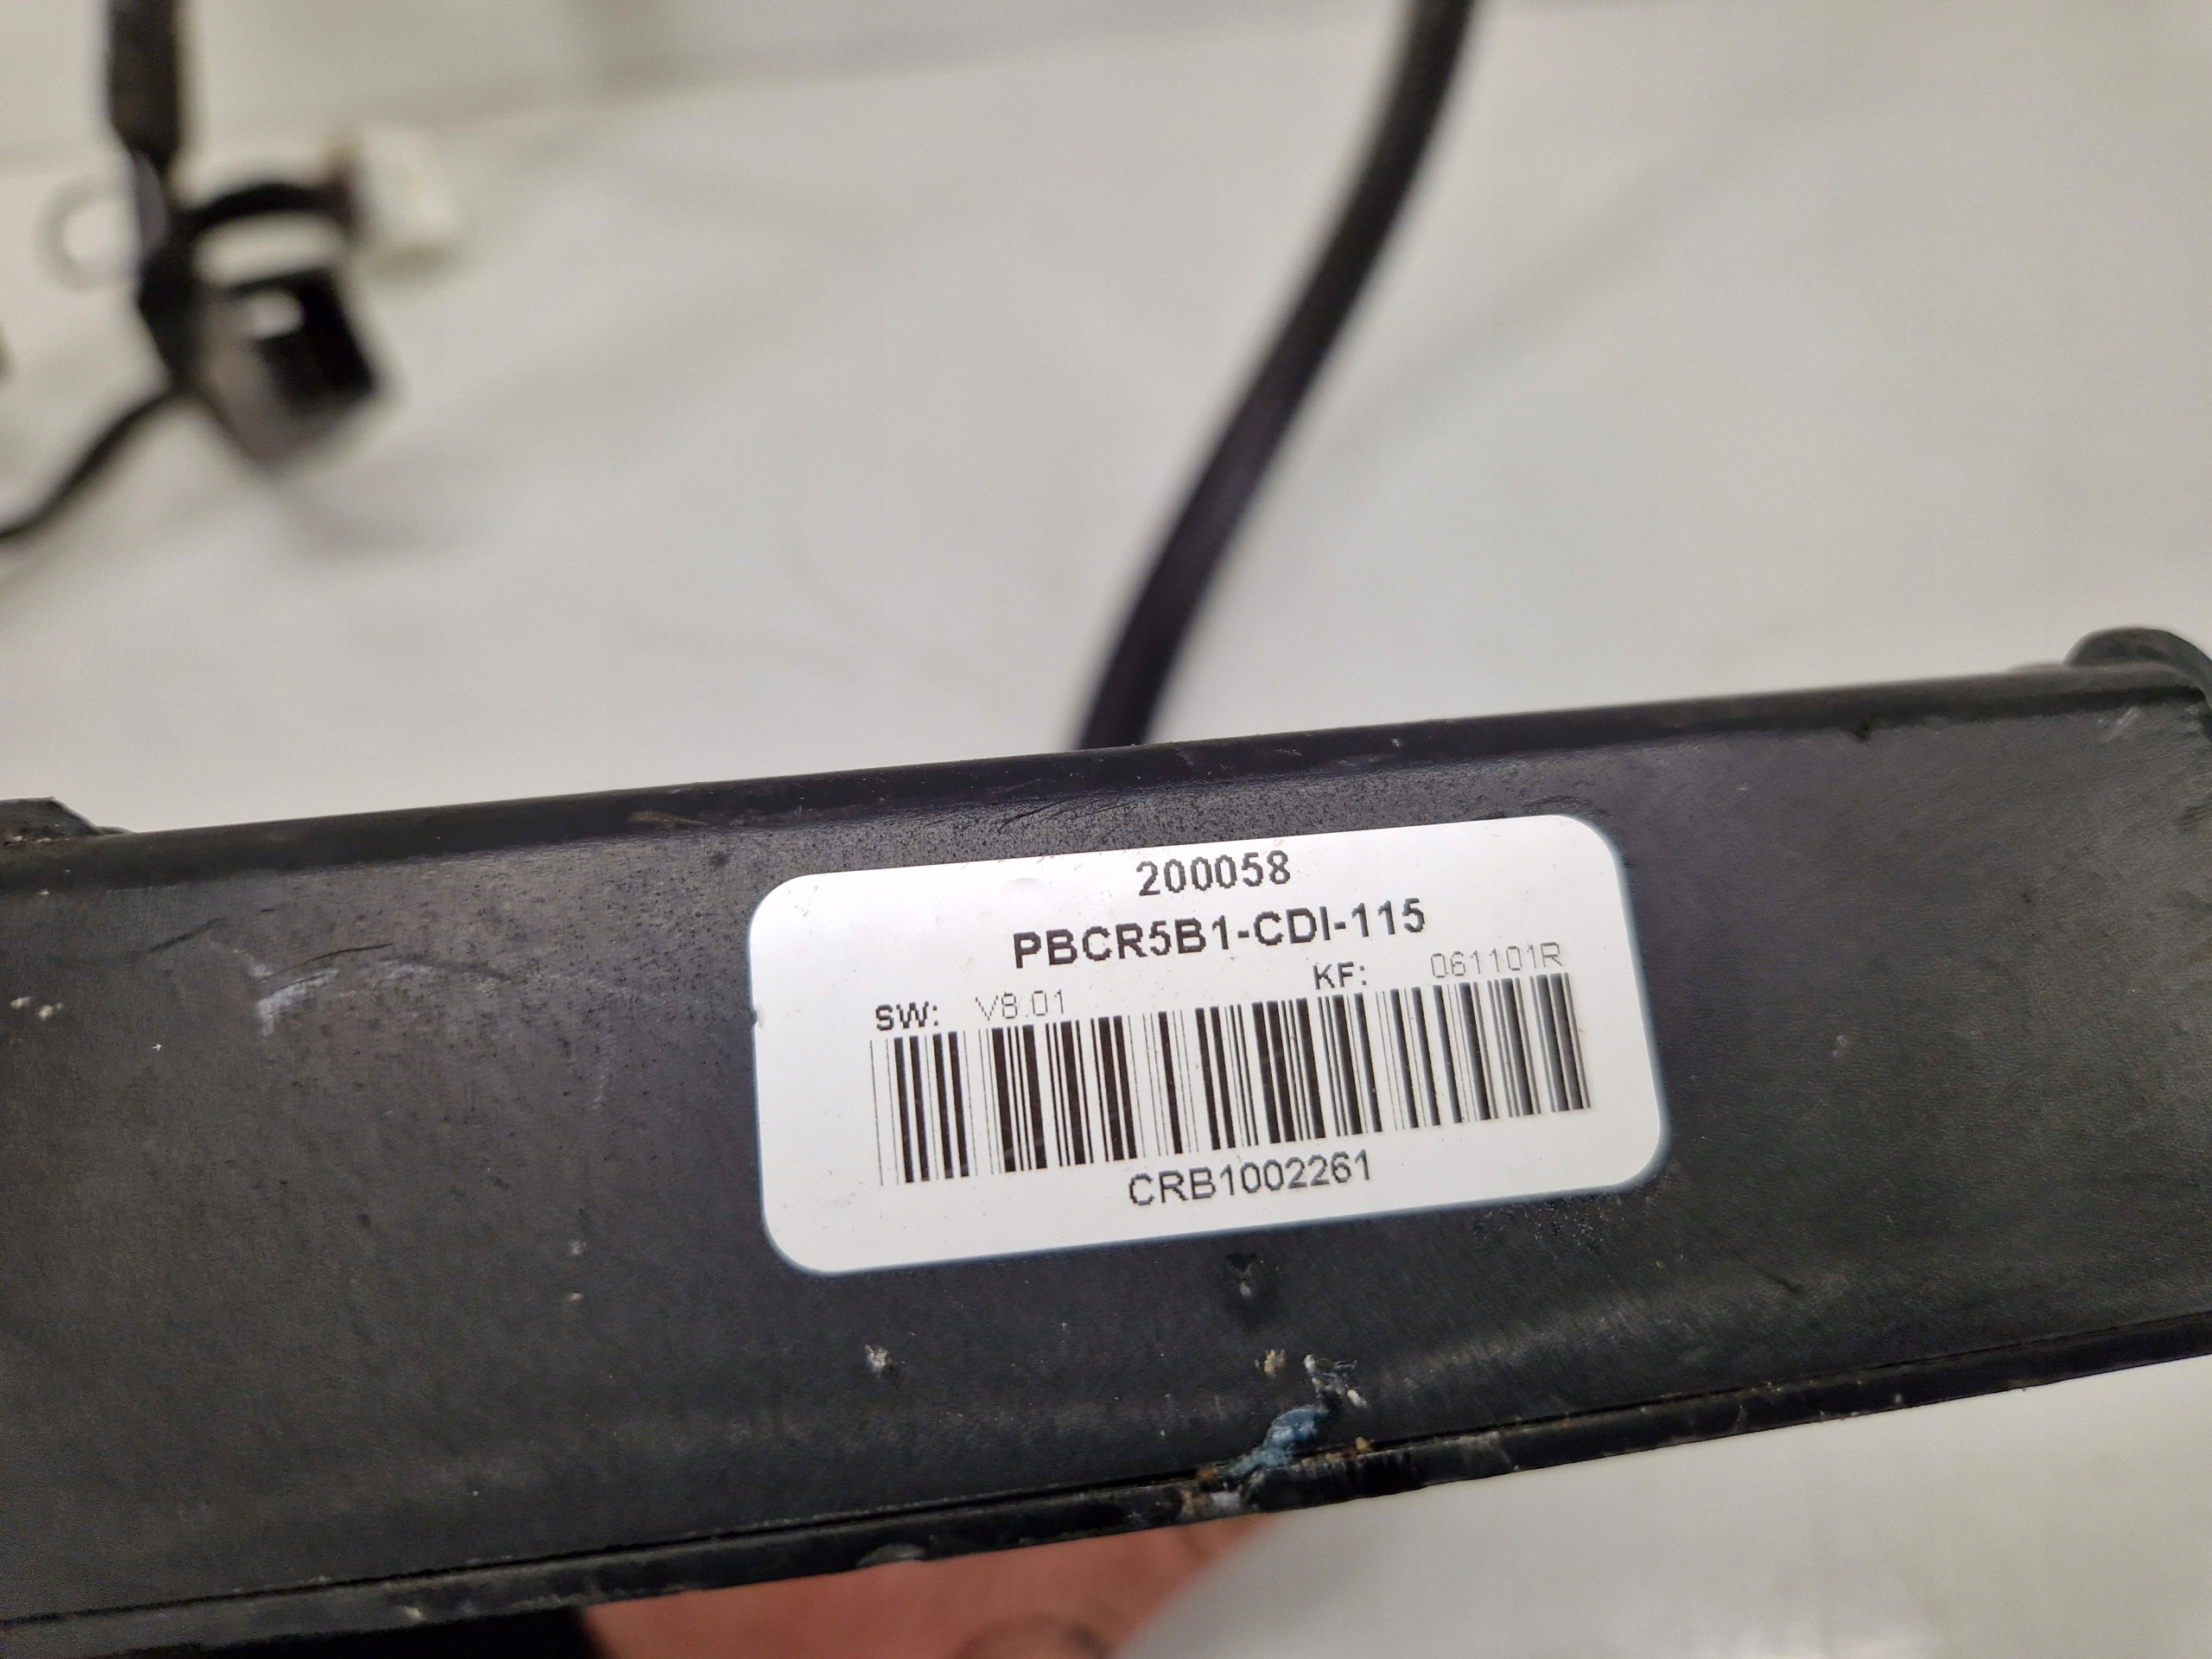 200058
PBCR5B1-CDI-115
SW: V8.01 KF: 061101R
CRB1002261